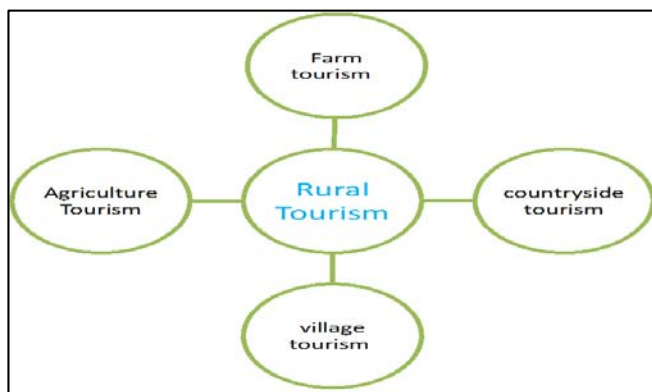 Farm
tourism
Agriculture
Tourism
Rural
Tourism
countryside
tourism
village
tourism